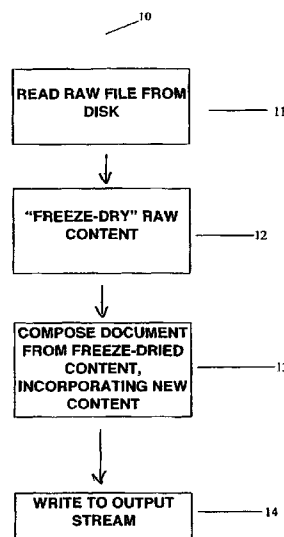 10
READ RAW FILE FROM
DISK
11
“FREEZE-DRY” RAW
CONTENT
12
COMPOSE DOCUMENT
FROM FREEZE-DRIED
CONTENT,
INCORPORATING NEW
CONTENT
13
WRITE TO OUTPUT
STREAM
14